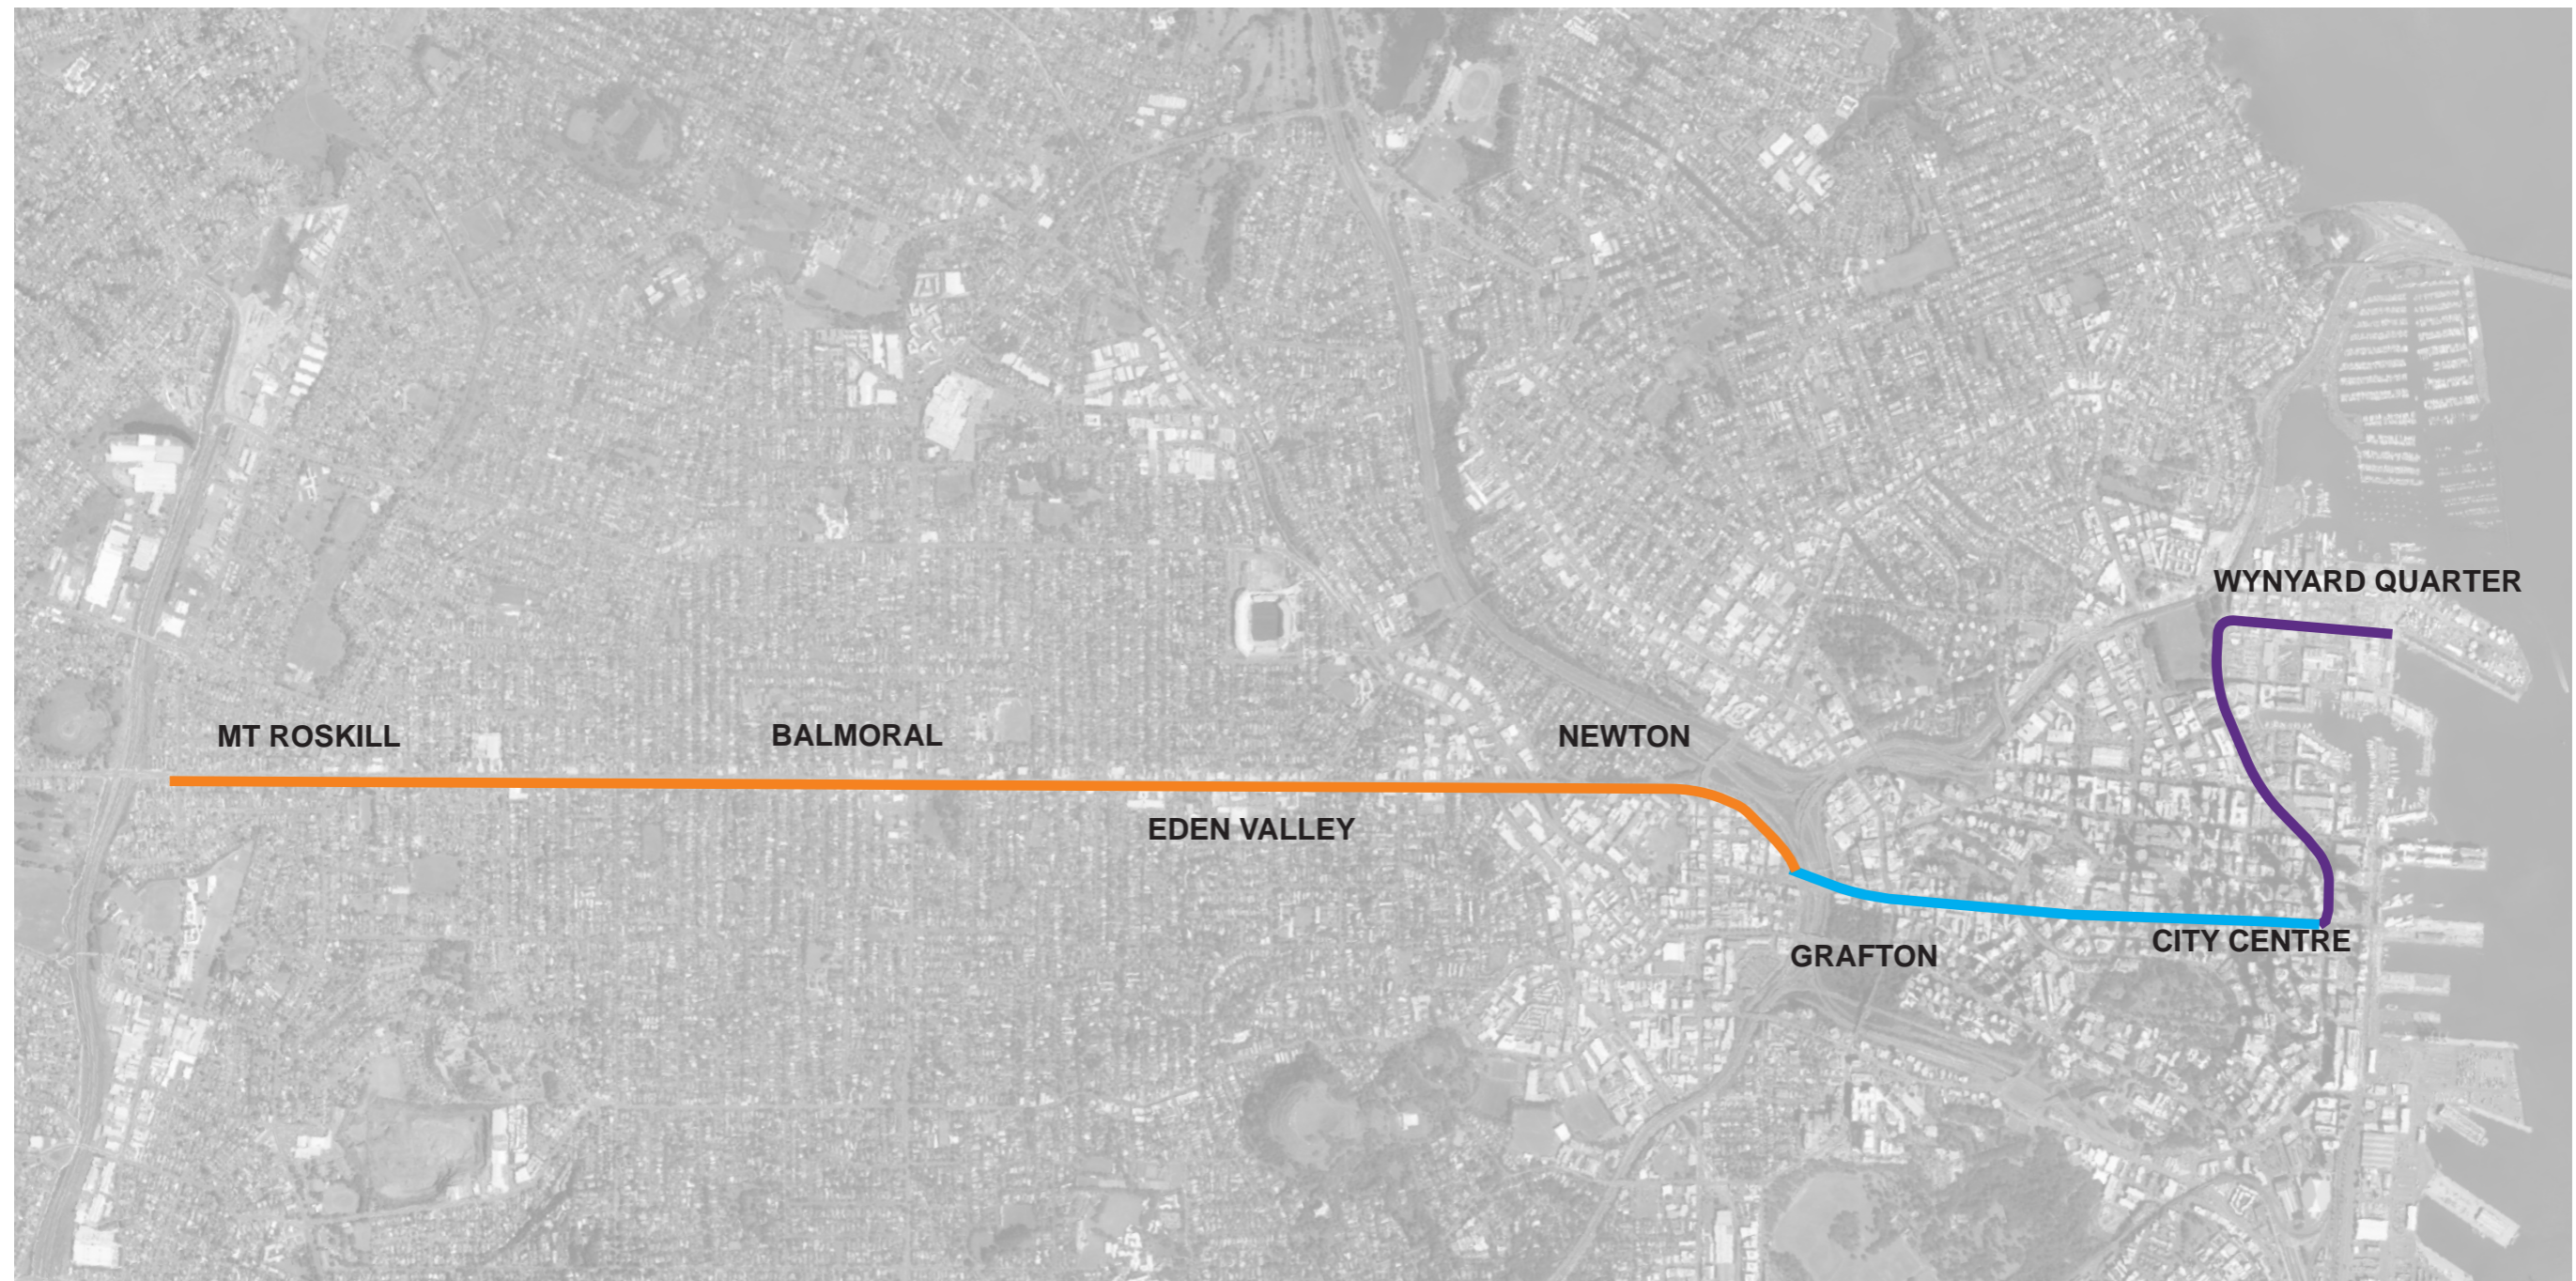 WYNYARD QUARTER
MT ROSKILL
BALMORAL
NEWTON
EDEN VALLEY
CITY CENTRE
GRAFTON